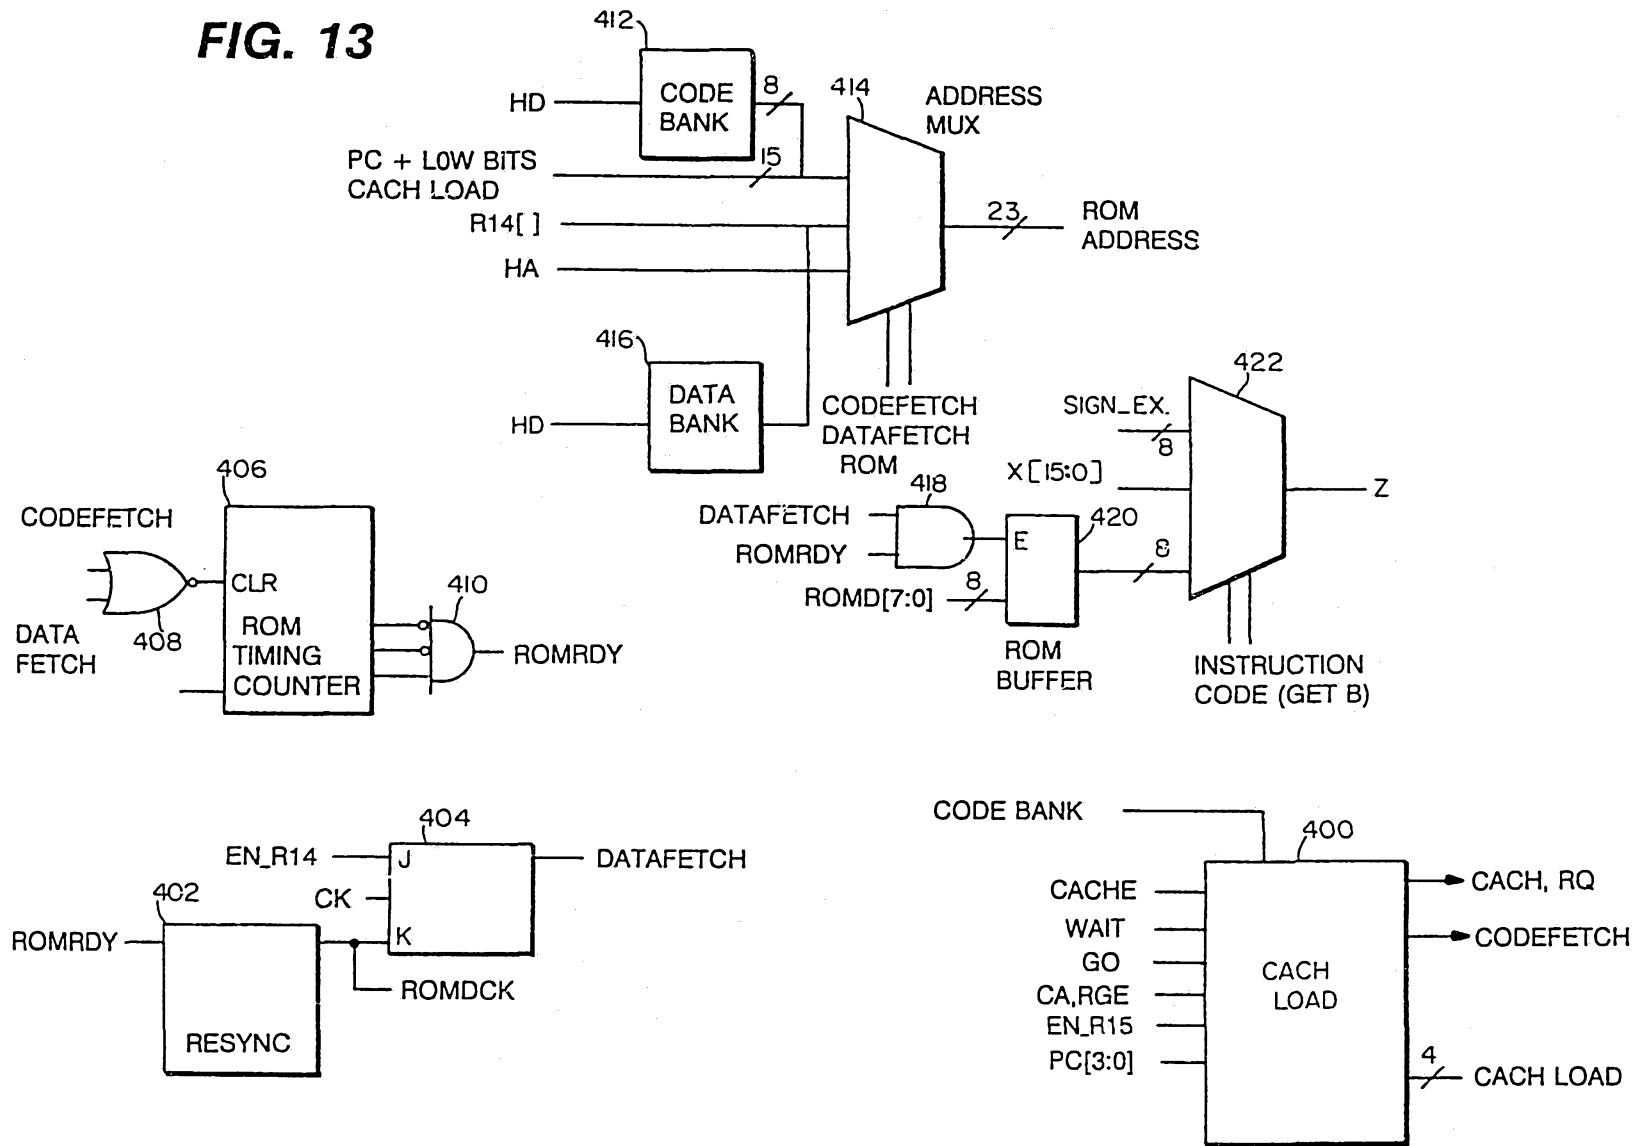 FIG. 13
412
CODE
BANK
HD
8
414
ADDRESS
MUX
PC + LOW BITS
CACH LOAD
15
R14[ ]
HA
23
ROM
ADDRESS
416
DATA
BANK
HD
CODEFETCH
DATAFETCH
ROM
422
SIGN_EX.
8
X[15:0]
Z
INSTRUCTION
CODE (GET B)
418
DATAFETCH
ROMRDY
420
E
8
ROMD[7:0]
8
ROM
BUFFER
406
CODEFETCH
CLR
408
DATA
FETCH
ROM
TIMING
COUNTER
410
ROMRDY
404
EN_R14
J
DATAFETCH
CK
K
402
ROMRDY
ROMDCK
RESYNC
CODE BANK
400
CACHE
WAIT
GO
CA,RGE
EN_R15
PC[3:0]
CACH
LOAD
CACH, RQ
CODEFETCH
4
CACH LOAD